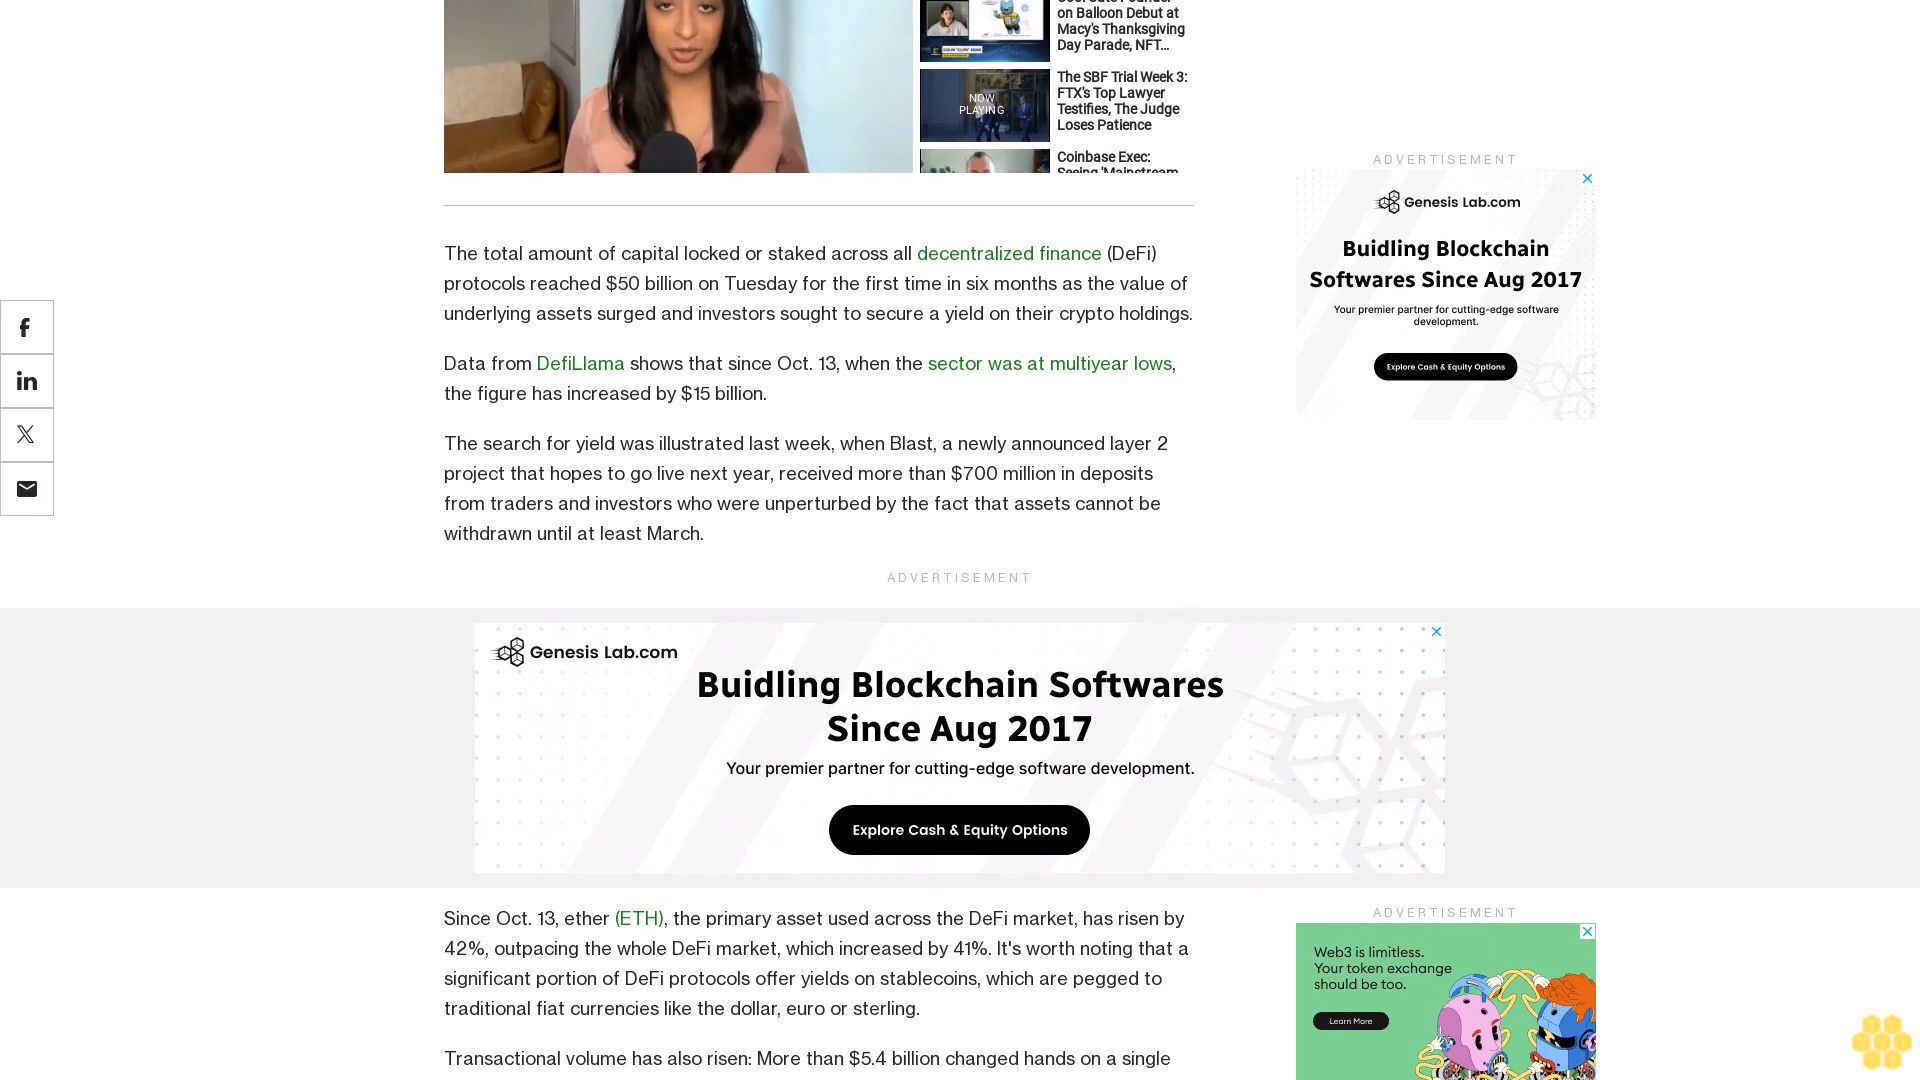 on Balloon Debut at
Macy's Thanksgiving
Day Parade, NFT...
NOW
PLAYING
The SBF Trial Week 3:
FTX's Top Lawyer
Testifies, The Judge
Loses Patience
Coinbase Exec:
Seeing 'Mainstream
ADVERTISEMENT
Genesis Lab.com
Buidling Blockchain
Softwares Since Aug 2017
Your premier partner for cutting-edge software
development.
Explore Cash & Equity Options
The total amount of capital locked or staked across all decentralized finance (DeFi)
protocols reached $50 billion on Tuesday for the first time in six months as the value of
underlying assets surged and investors sought to secure a yield on their crypto holdings.
Data from DefiLlama shows that since Oct. 13, when the sector was at multiyear lows,
the figure has increased by $15 billion.
The search for yield was illustrated last week, when Blast, a newly announced layer 2
project that hopes to go live next year, received more than $700 million in deposits
from traders and investors who were unperturbed by the fact that assets cannot be
withdrawn until at least March.
ADVERTISEMENT
Genesis Lab.com
Buidling Blockchain Softwares
Since Aug 2017
Your premier partner for cutting-edge software development.
Explore Cash & Equity Options
Since Oct. 13, ether (ETH), the primary asset used across the DeFi market, has risen by
42%, outpacing the whole DeFi market, which increased by 41%. It's worth noting that a
significant portion of DeFi protocols offer yields on stablecoins, which are pegged to
traditional fiat currencies like the dollar, euro or sterling.
Transactional volume has also risen: More than $5.4 billion changed hands on a single
ADVERTISEMENT
Web3 is limitless.
Your token exchange
should be too.
Learn More